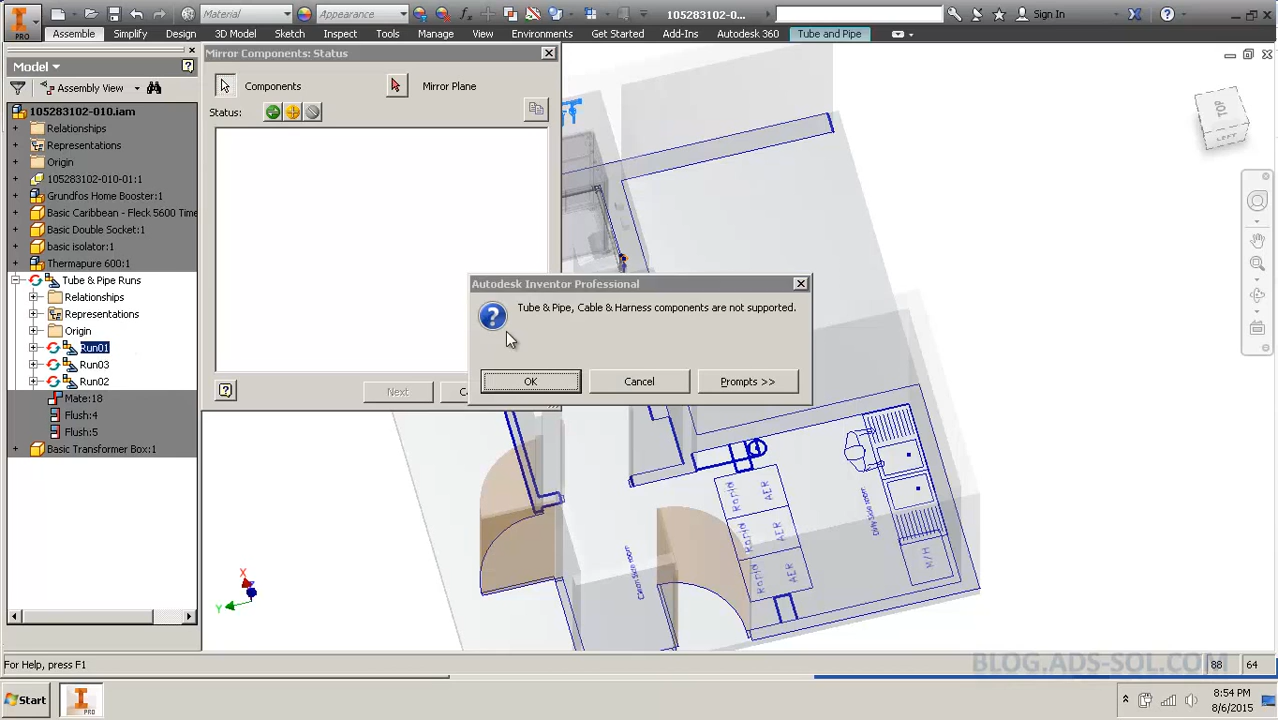 PRO
Material
Appearance
fx
105283102-0...
Sign In
Assemble Simplify Design 3D Model Sketch Inspect Tools Manage View Environments Get Started Add-Ins Autodesk 360 Tube and Pipe
Model
Assembly View
105283102-010.iam
Relationships
Representations
Origin
105283102-010-01:1
Grundfos Home Booster:1
Basic Caribbean - Fleck 5600 Time
Basic Double Socket:1
basic isolator:1
Thermapure 600:1
Tube & Pipe Runs
Relationships
Representations
Origin
Run01
Run03
Run02
Mate:18
Flush:4
Flush:5
Basic Transformer Box:1
Mirror Components: Status
Components
Mirror Plane
Status:
Next
Autodesk Inventor Professional
Tube & Pipe, Cable & Harness components are not supported.
OK
Cancel
Prompts >>
TOP
LEFT
AER
AER
AER
M/H
X
Y
For Help, press F1
88
64
BLOG.ADS-SOL.COM
Start
PRO
8:54 PM
8/6/2015